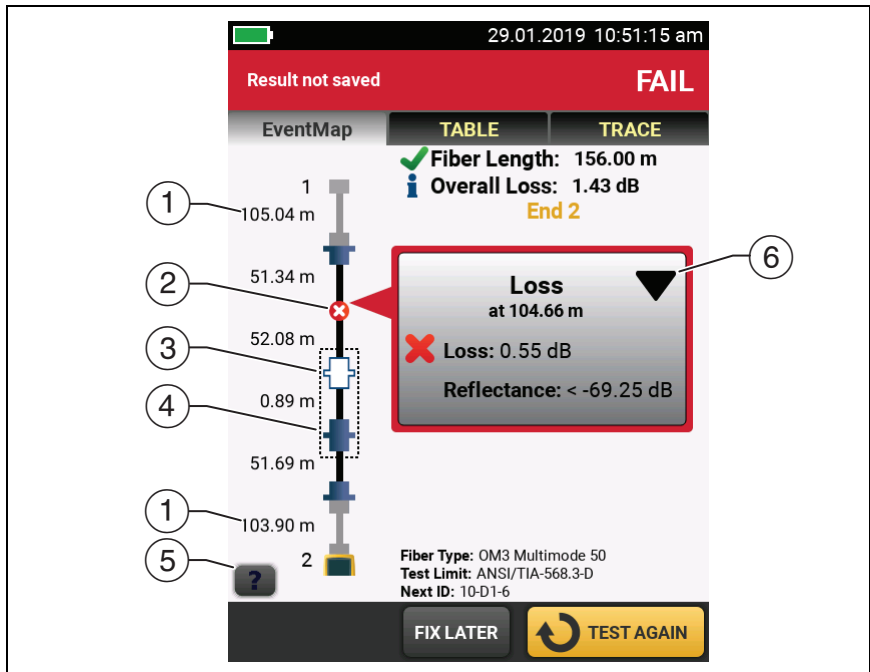 29.01.2019 10:51:15 am
Result not saved
FAIL
EventMap
TABLE
TRACE
Fiber Length: 156.00 m
i Overall Loss: 1.43 dB
End 2
1
1
105.04 m
51.34 m
2
52.08 m
3
0.89 m
4
51.69 m
1
103.90 m
5
2
?
6
Loss
at 104.66 m
Loss: 0.55 dB
Reflectance: < -69.25 dB
Fiber Type: OM3 Multimode 50
Test Limit: ANSI/TIA-568.3-D
Next ID: 10-D1-6
FIX LATER
TEST AGAIN